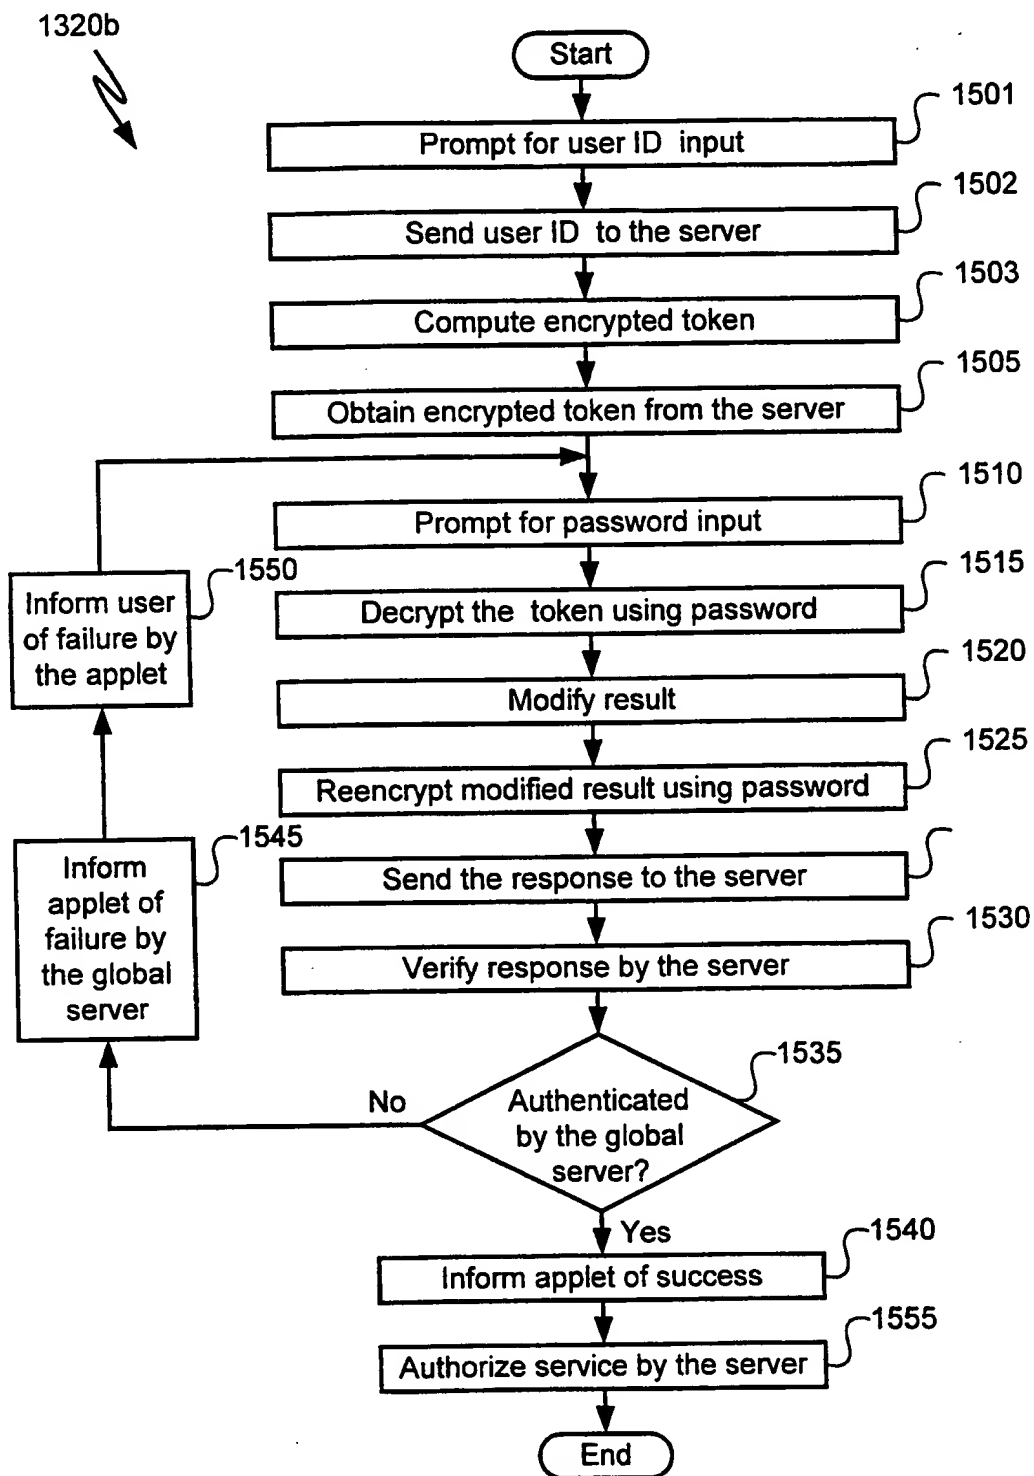 1320b
Start
1501
Prompt for user ID input
1502
Send user ID to the server
1503
Compute encrypted token
1505
Obtain encrypted token from the server
1510
Prompt for password input
1515
Decrypt the token using password
1520
Modify result
1525
Reencrypt modified result using password
Send the response to the server
1530
Verify response by the server
1535
Authenticated
by the global
server?
No
1545
Inform
applet of
failure by
the global
server
1550
Inform user
of failure by
the applet
Yes
1540
Inform applet of success
1555
Authorize service by the server
End